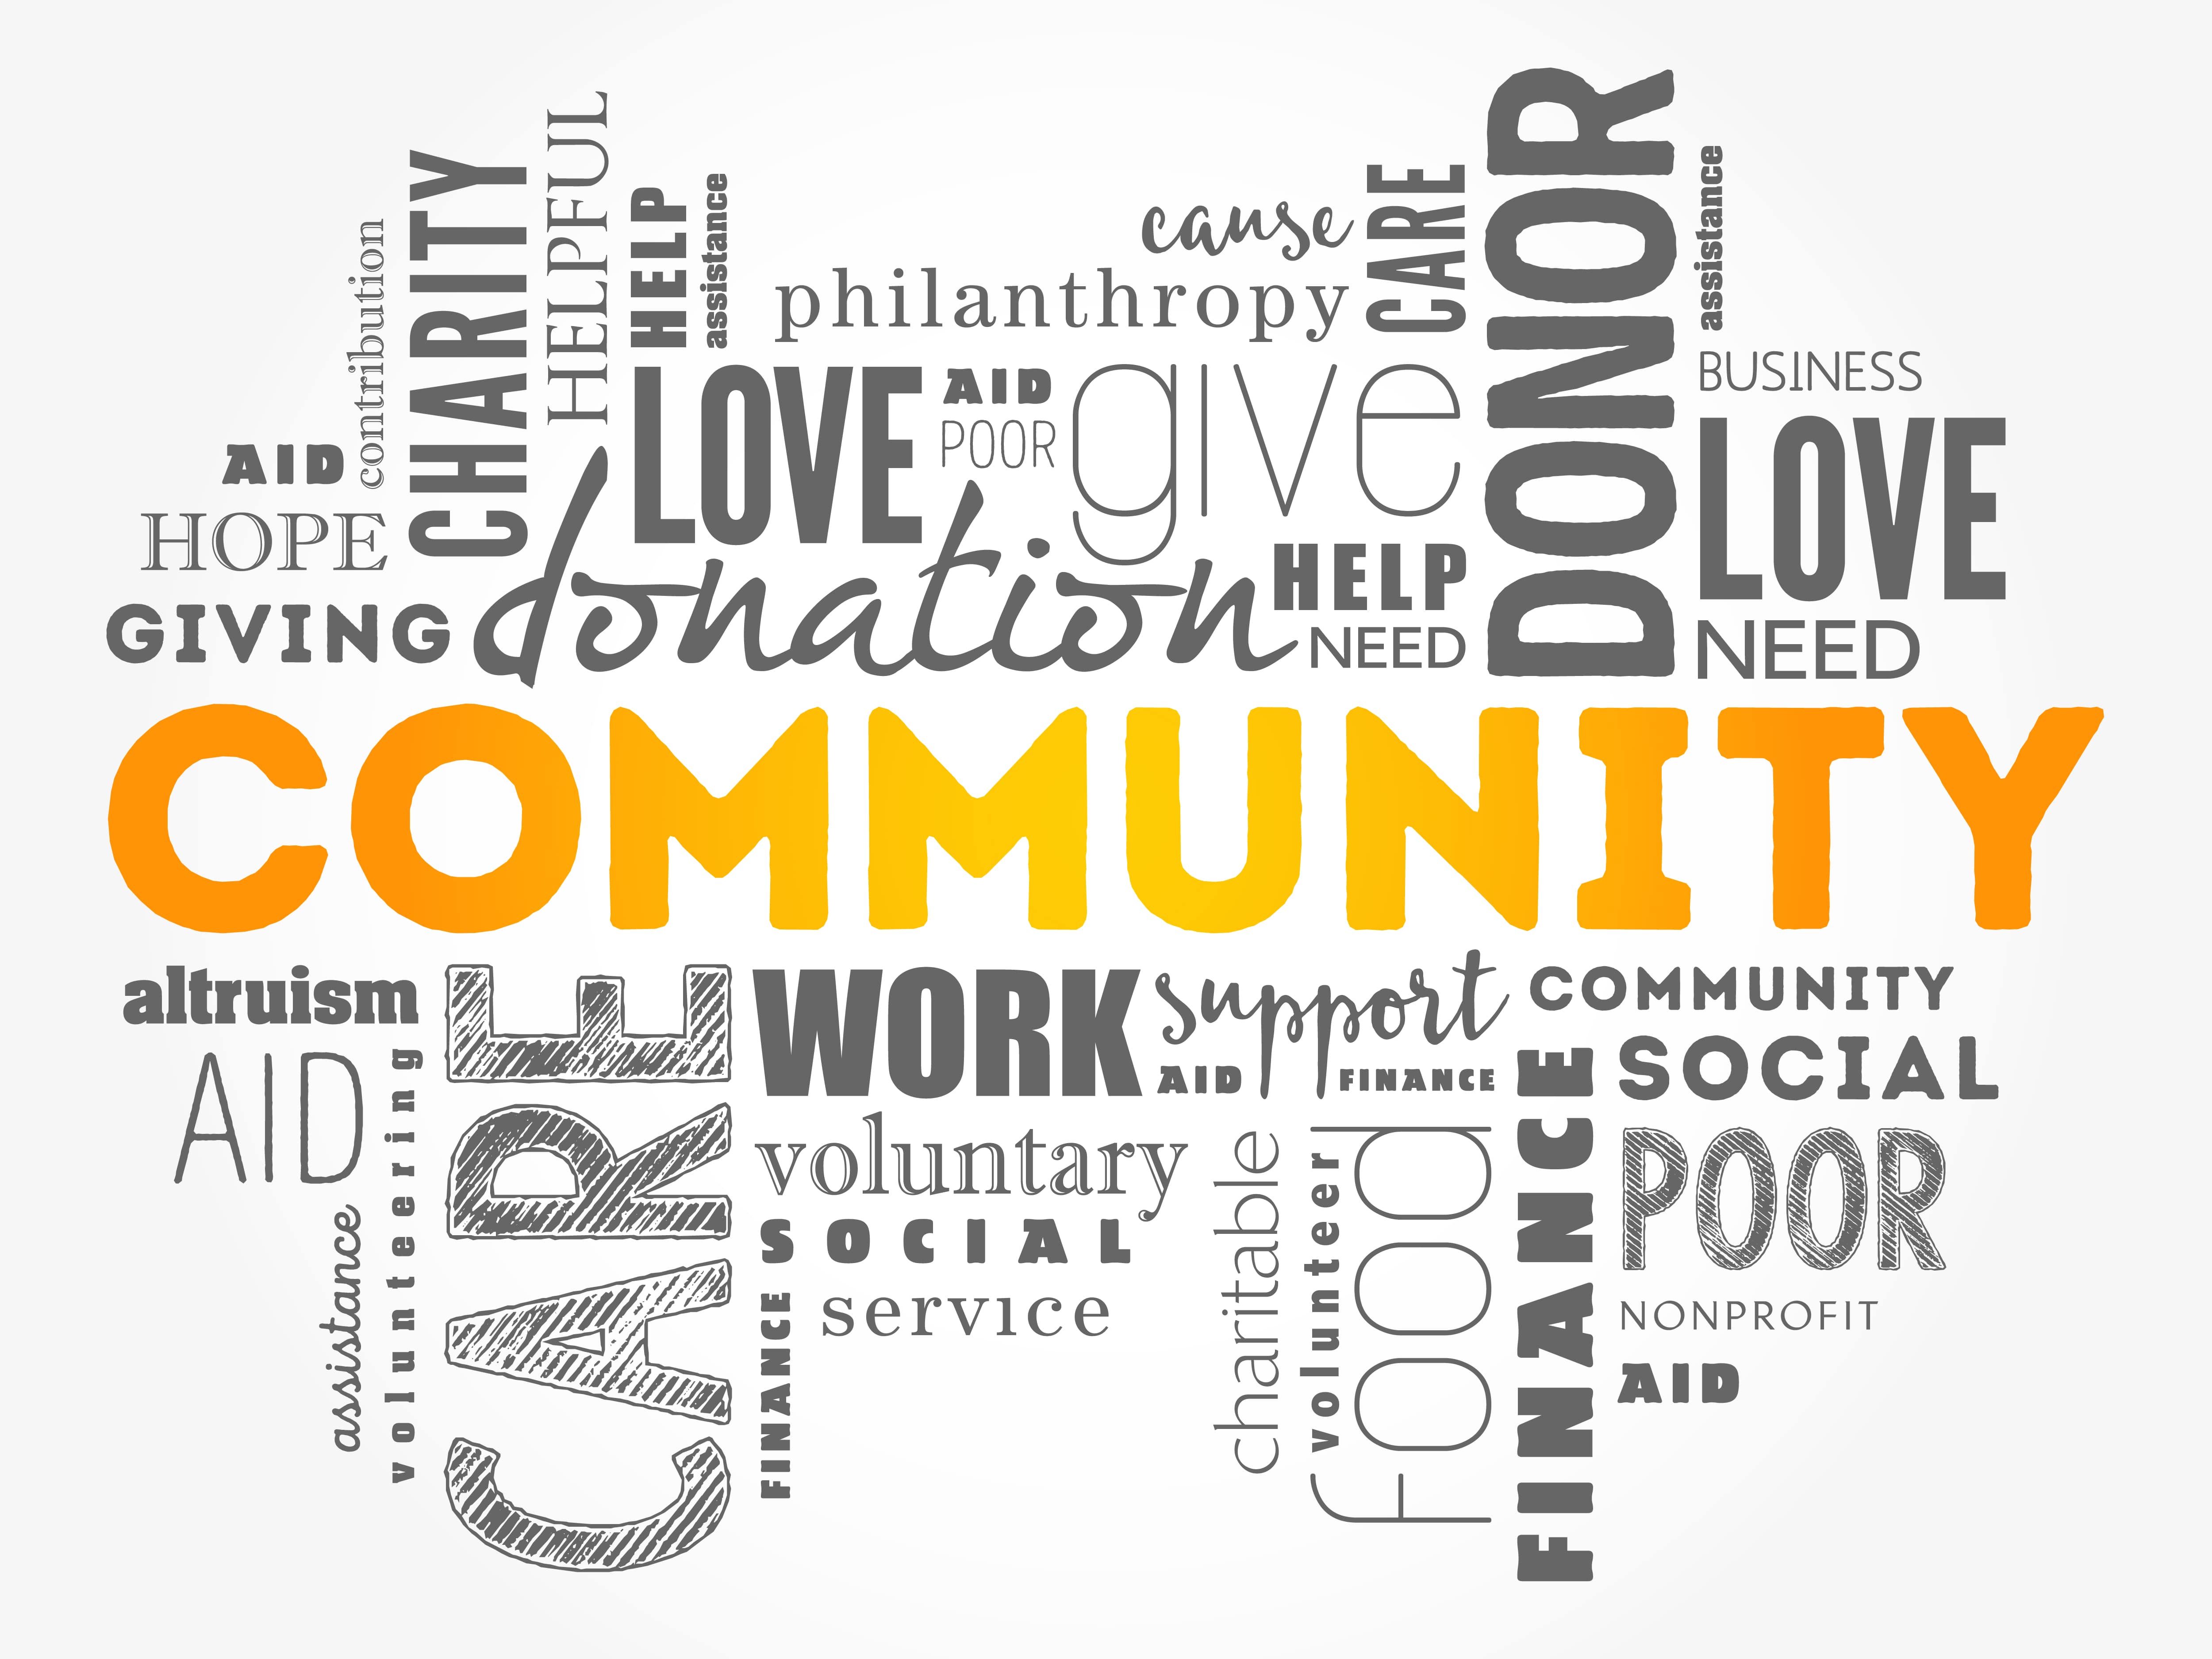 contribution
CHARITY
HELPFUL
HELP
assistance
cause
philanthropy
CARE
DONOR
assistance
BUSINESS
AID
HOPE
GIVING
LOVE
AID
POOR
give
donation
HELP
NEED
LOVE
NEED
COMMUNITY
altruism
AID
assistance
volunteering
CARE
WORK
support
AID
FINANCE
voluntary
SOCIAL
service
FINANCE
charitable
volunteer
food
FINANCE
COMMUNITY
SOCIAL
POOR
NONPROFIT
AID